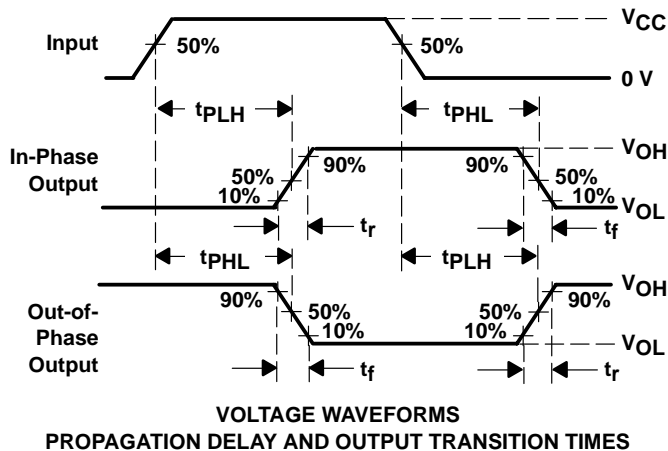 VCC
Input
50%
50%
0 V
tPLH
tPHL
In-Phase
Output
VOH
90%
90%
50%
50%
10%
10%
VOL
tr
tf
tPHL
tPLH
Out-of-
Phase
Output
VOH
90%
90%
50%
50%
10%
10%
VOL
tf
tr
VOLTAGE WAVEFORMS
PROPAGATION DELAY AND OUTPUT TRANSITION TIMES